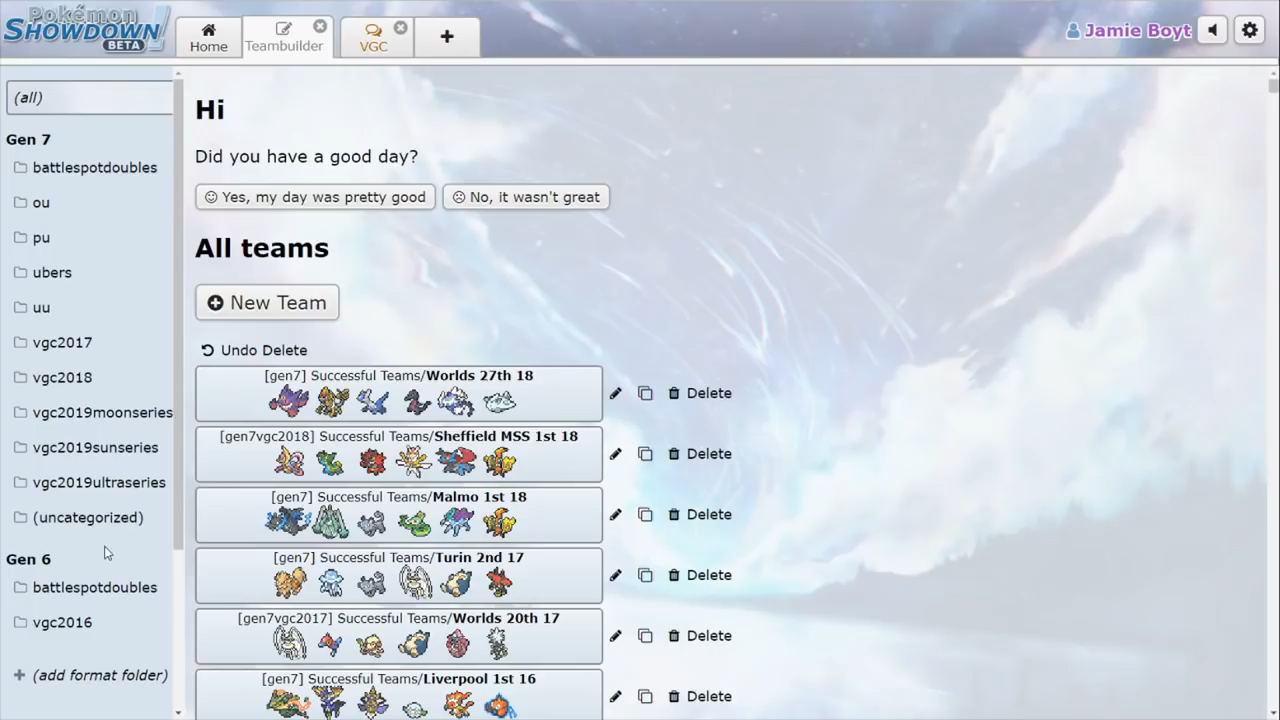 Pokémon
SHOWDOWN!
BETA
Home
Teambuilder
VGC
Jamie Boyt
(all)
Gen 7
battlespotdoubles
ou
pu
ubers
uu
vgc2017
vgc2018
vgc2019moonseries
vgc2019sunseries
vgc2019ultraseries
(uncategorized)
Gen 6
battlespotdoubles
vgc2016
(add format folder)
Hi
Did you have a good day?
Yes, my day was pretty good
No, it wasn't great
All teams
New Team
Undo Delete
[gen7] Successful Teams/Worlds 27th 18
Delete
[gen7vgc2018] Successful Teams/Sheffield MSS 1st 18
Delete
[gen7] Successful Teams/Malmo 1st 18
Delete
[gen7] Successful Teams/Turin 2nd 17
Delete
[gen7vgc2017] Successful Teams/Worlds 20th 17
Delete
[gen7] Successful Teams/Liverpool 1st 16
Delete